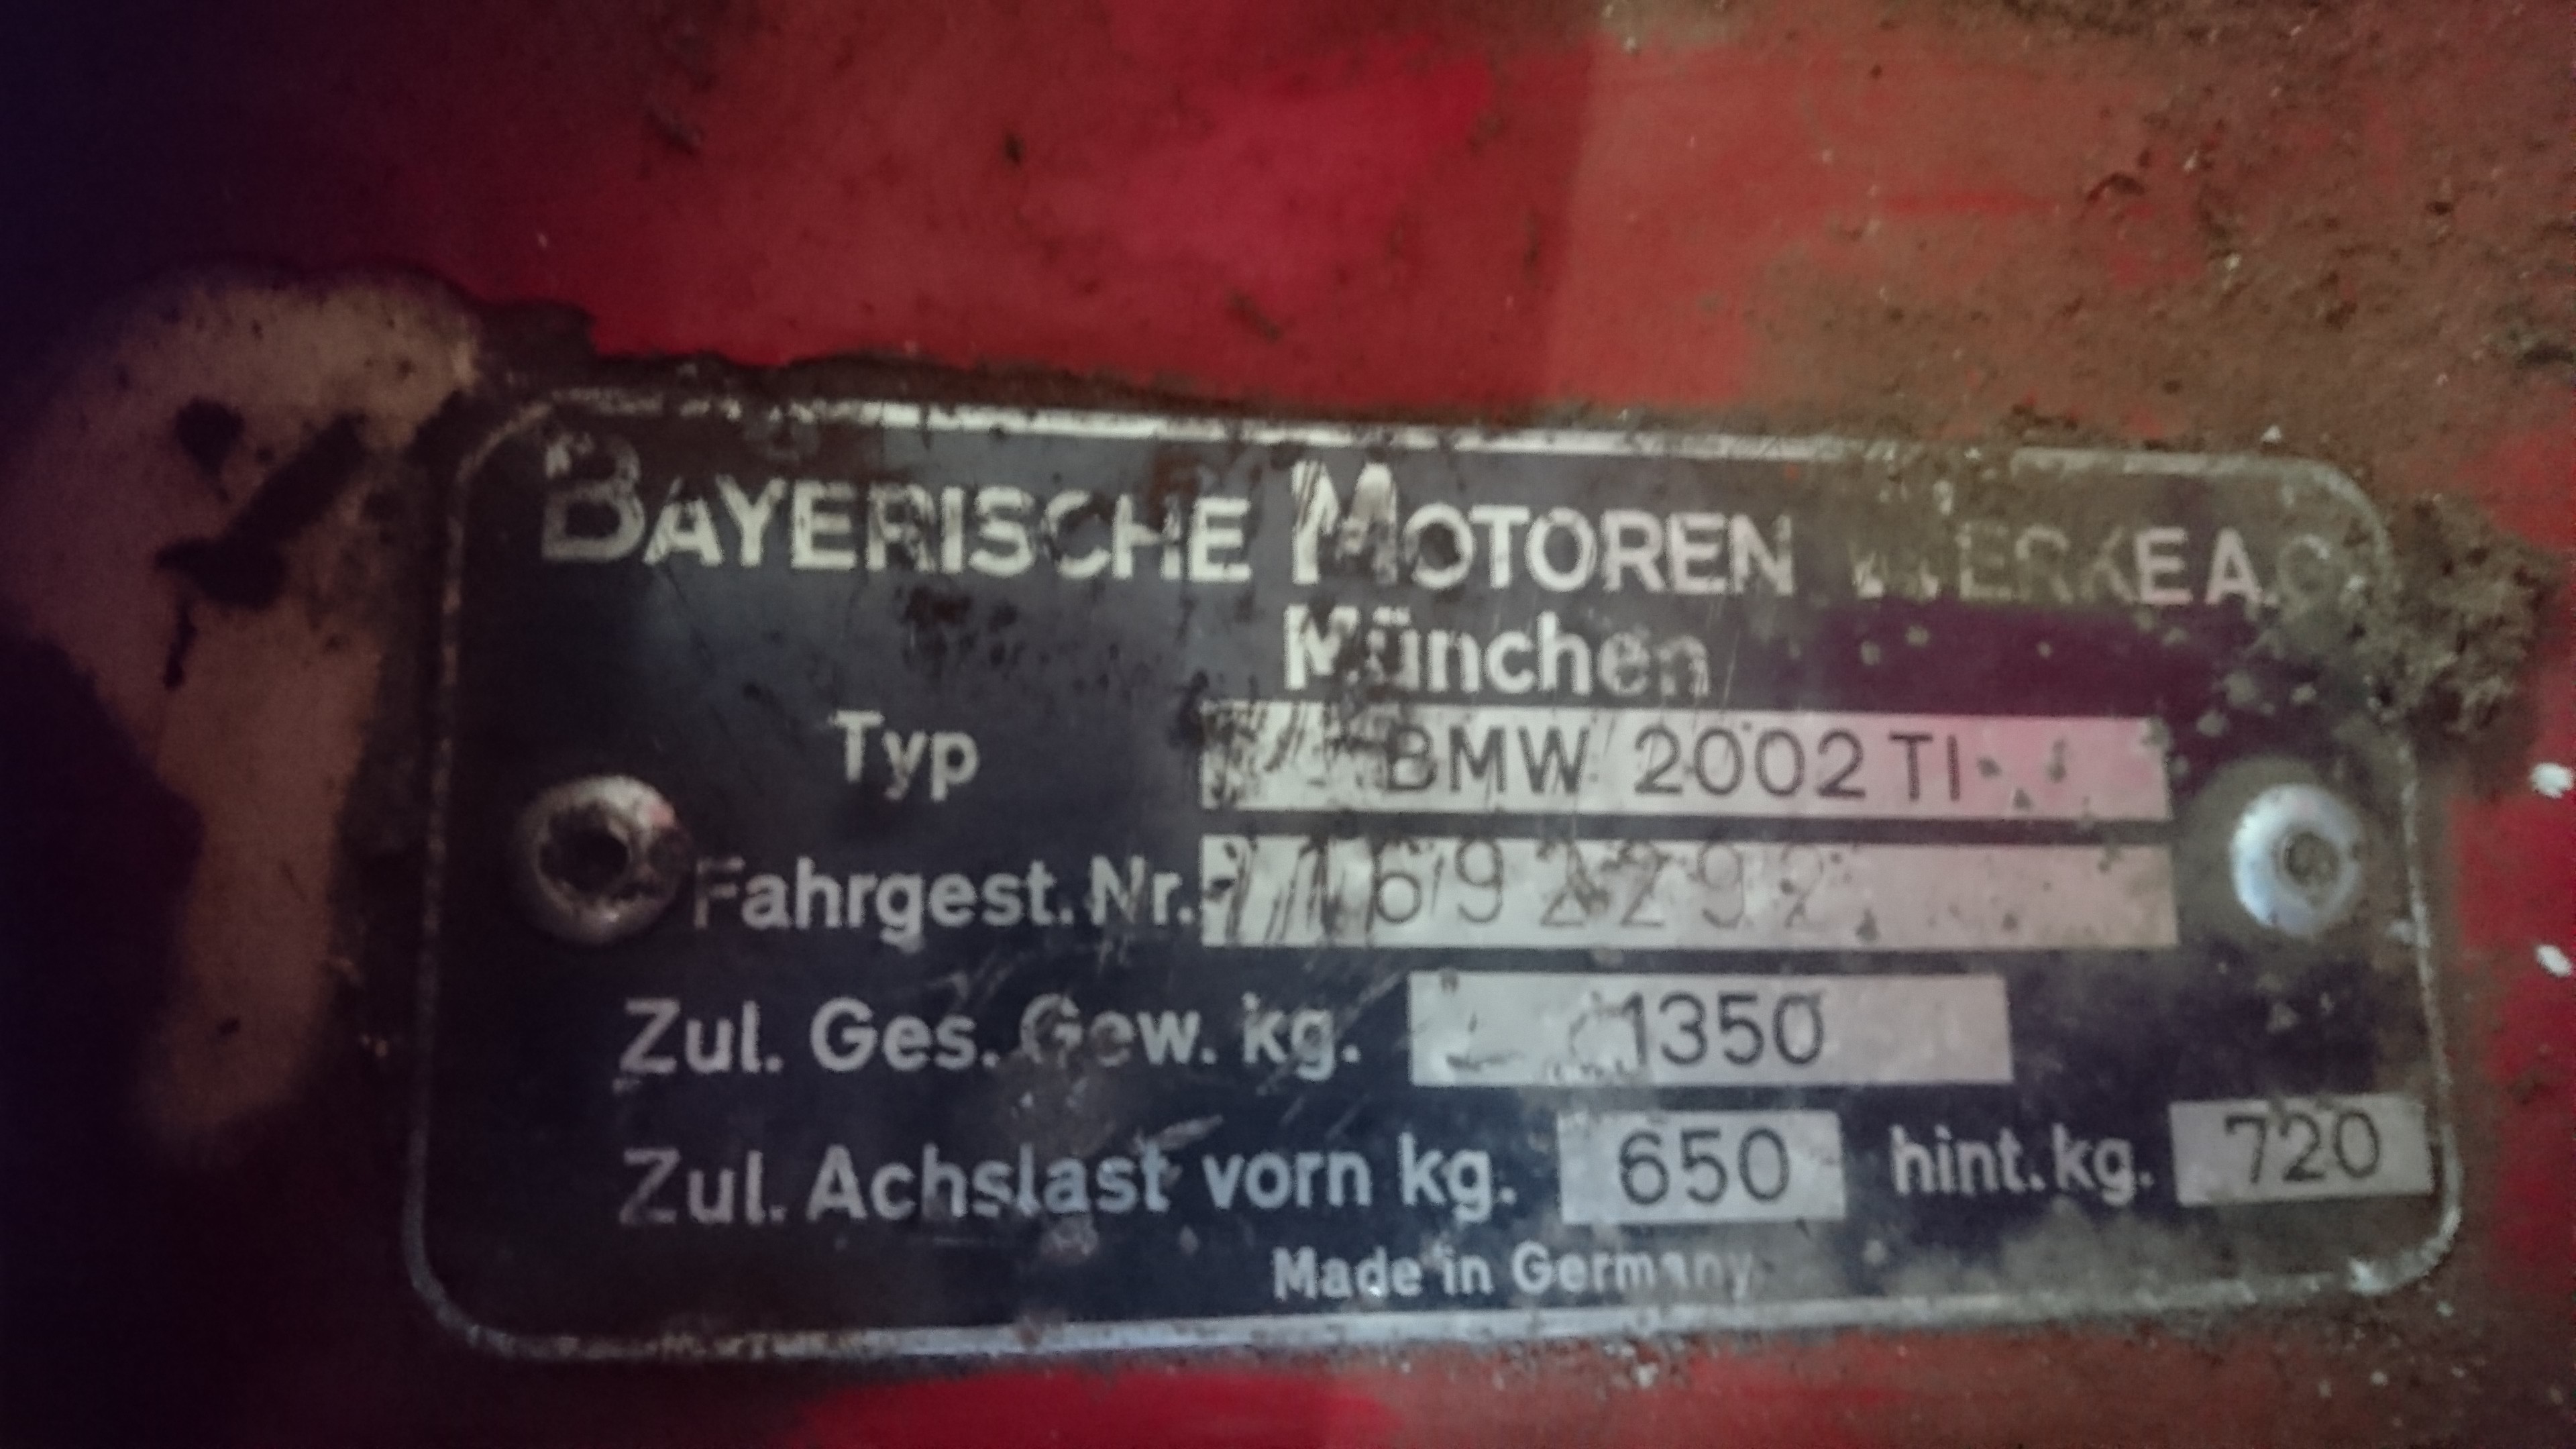 BAYERISCHE MOTOREN WERKE A.G.
München
Typ BMW 2002 TI
Fahrgest. Nr. 1692292
Zul. Ges. Gew. kg. 1350
Zul. Achslast vorn kg. 650 hint. kg. 720
Made in Germany